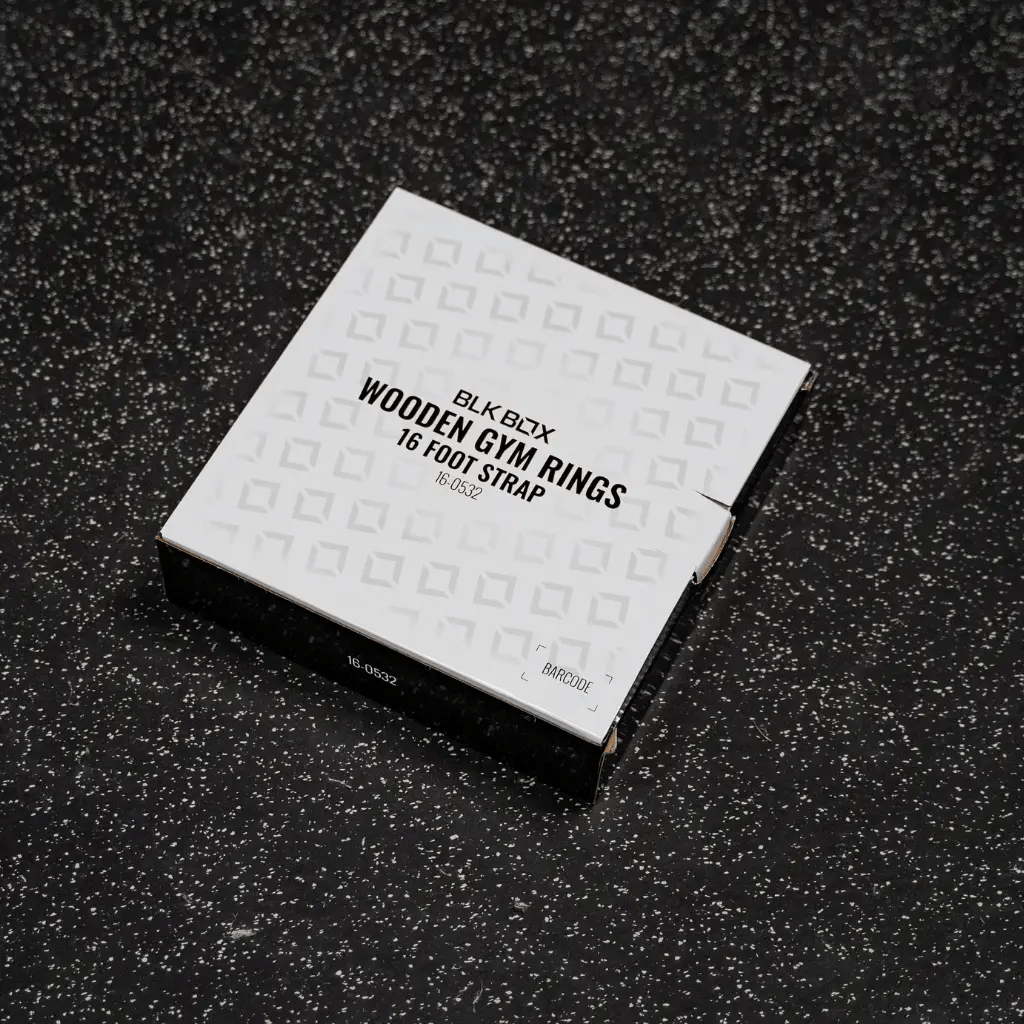 BLK BOX
WOODEN GYM RINGS
16 FOOT STRAP
16-0532
BARCODE
16-0532